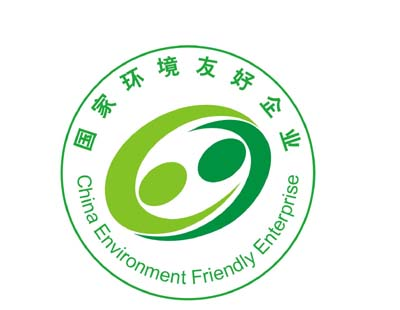 国家环境友好企业
China Environment Friendly Enterprise